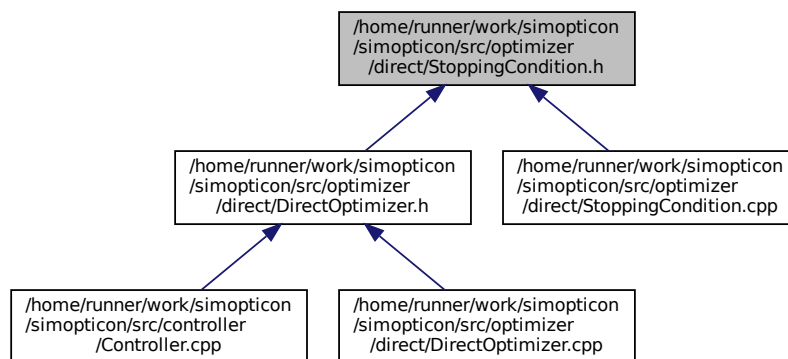 /home/runner/work/simopticon
/simopticon/src/optimizer
/direct/StoppingCondition.h
/home/runner/work/simopticon
/simopticon/src/optimizer
/direct/DirectOptimizer.h
/home/runner/work/simopticon
/simopticon/src/optimizer
/direct/StoppingCondition.cpp
/home/runner/work/simopticon
/simopticon/src/controller
/Controller.cpp
/home/runner/work/simopticon
/simopticon/src/optimizer
/direct/DirectOptimizer.cpp